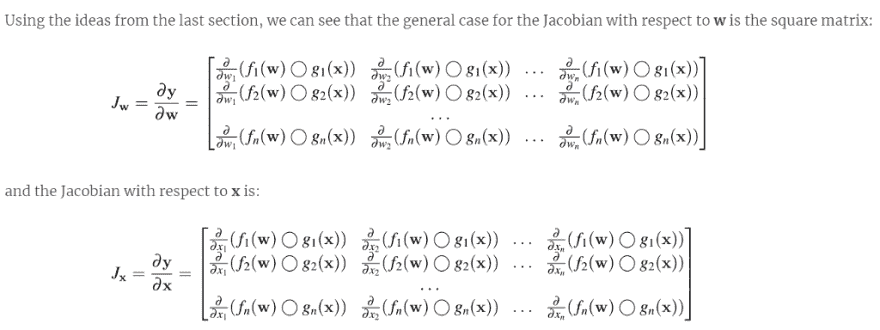 Using the ideas from the last section, we can see that the general case for the Jacobian with respect to w is the square matrix:
J_w = ∂y/∂w = [ ∂/∂w₁(f₁(w) ◯ g₁(x)) ∂/∂w₂(f₁(w) ◯ g₁(x)) … ∂/∂wₙ(f₁(w) ◯ g₁(x))
∂/∂w₁(f₂(w) ◯ g₂(x)) ∂/∂w₂(f₂(w) ◯ g₂(x)) … ∂/∂wₙ(f₂(w) ◯ g₂(x))
…
∂/∂w₁(fₙ(w) ◯ gₙ(x)) ∂/∂w₂(fₙ(w) ◯ gₙ(x)) … ∂/∂wₙ(fₙ(w) ◯ gₙ(x)) ]
and the Jacobian with respect to x is:
J_x = ∂y/∂x = [ ∂/∂x₁(f₁(w) ◯ g₁(x)) ∂/∂x₂(f₁(w) ◯ g₁(x)) … ∂/∂xₙ(f₁(w) ◯ g₁(x))
∂/∂x₁(f₂(w) ◯ g₂(x)) ∂/∂x₂(f₂(w) ◯ g₂(x)) … ∂/∂xₙ(f₂(w) ◯ g₂(x))
…
∂/∂x₁(fₙ(w) ◯ gₙ(x)) ∂/∂x₂(fₙ(w) ◯ gₙ(x)) … ∂/∂xₙ(fₙ(w) ◯ gₙ(x)) ]